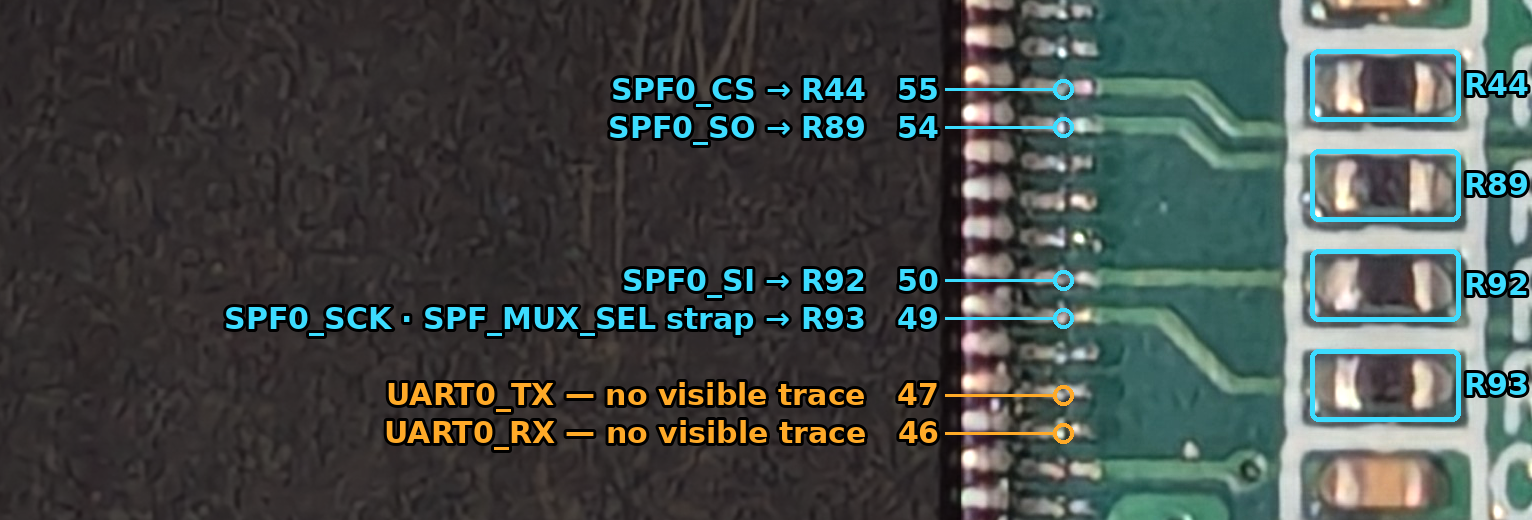 SPF0_CS → R44 55
R44
SPF0_SO → R89 54
R89
SPF0_SI → R92 50
R92
SPF0_SCK · SPF_MUX_SEL strap → R93 49
R93
UART0_TX — no visible trace 47
UART0_RX — no visible trace 46